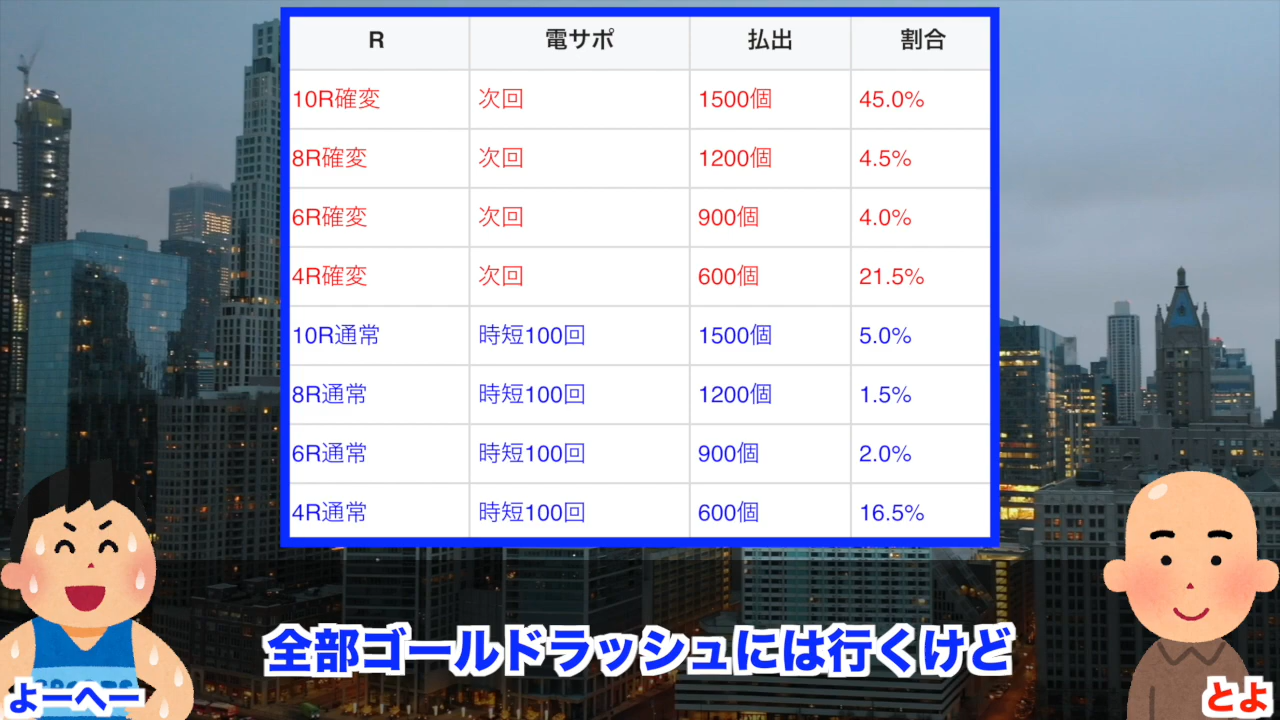 R 電サポ 払出 割合
10R確変 次回 1500個 45.0%
8R確変 次回 1200個 4.5%
6R確変 次回 900個 4.0%
4R確変 次回 600個 21.5%
10R通常 時短100回 1500個 5.0%
8R通常 時短100回 1200個 1.5%
6R通常 時短100回 900個 2.0%
4R通常 時短100回 600個 16.5%
全部ゴールドラッシュには行くけど
よーへー
とよ